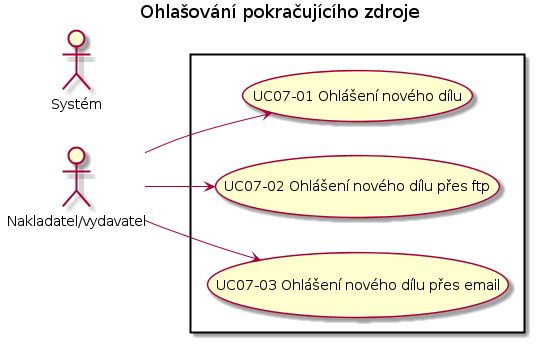 Ohlašování pokračujícího zdroje
Systém
UC07-01 Ohlášení nového dílu
Nakladatel/vydavatel
UC07-02 Ohlášení nového dílu přes ftp
UC07-03 Ohlášení nového dílu přes email